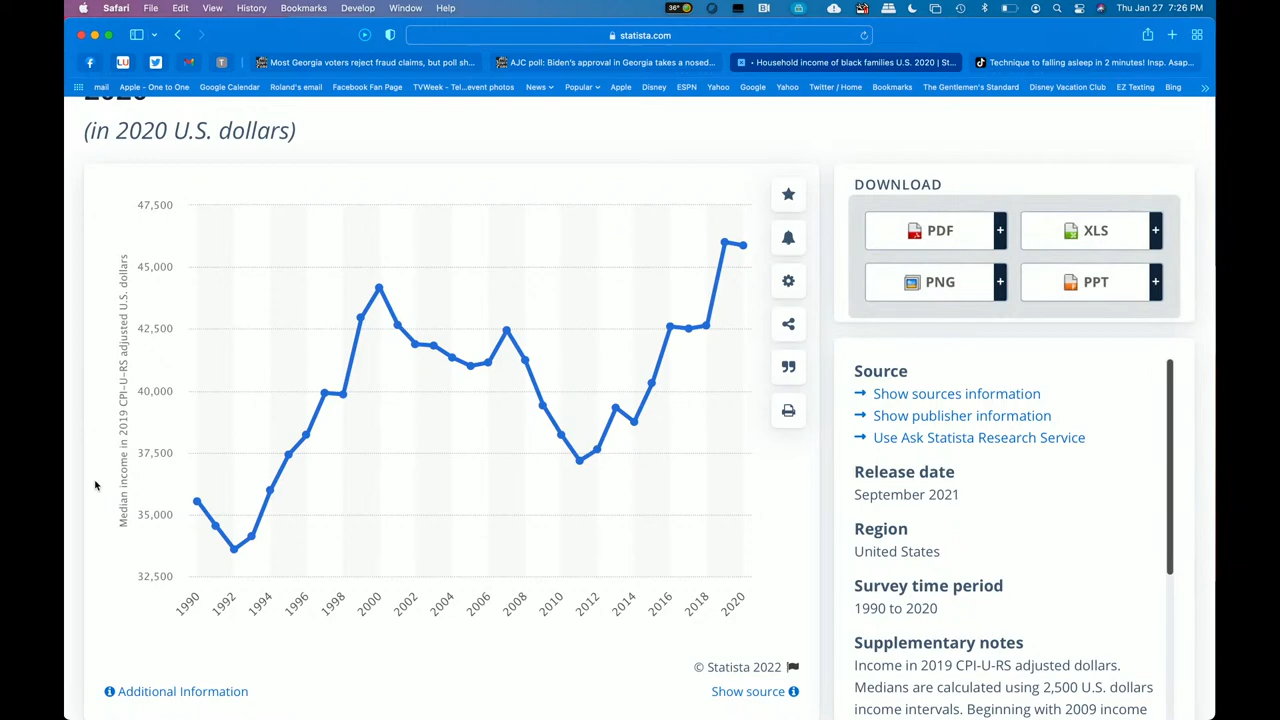 Safari File Edit View History Bookmarks Develop Window Help 36° Thu Jan 27 7:26 PM
statista.com
Most Georgia voters reject fraud claims, but poll sh... AJC poll: Biden's approval in Georgia takes a nosed... • Household income of black families U.S. 2020 | St... Technique to falling asleep in 2 minutes! Insp. Asap...
mail Apple - One to One Google Calendar Roland's email Facebook Fan Page TVWeek - Tel...event photos News Popular Apple Disney ESPN Yahoo Google Yahoo Twitter / Home Bookmarks The Gentlemen's Standard Disney Vacation Club EZ Texting Bing
2020
(in 2020 U.S. dollars)
Median income in 2019 CPI-U-RS adjusted U.S. dollars
47,500
45,000
42,500
40,000
37,500
35,000
32,500
1990 1992 1994 1996 1998 2000 2002 2004 2006 2008 2010 2012 2014 2016 2018 2020
© Statista 2022
Additional Information
Show source
DOWNLOAD
PDF + XLS +
PNG + PPT +
Source
Show sources information
Show publisher information
Use Ask Statista Research Service
Release date
September 2021
Region
United States
Survey time period
1990 to 2020
Supplementary notes
Income in 2019 CPI-U-RS adjusted dollars.
Medians are calculated using 2,500 U.S. dollars
income intervals. Beginning with 2009 income